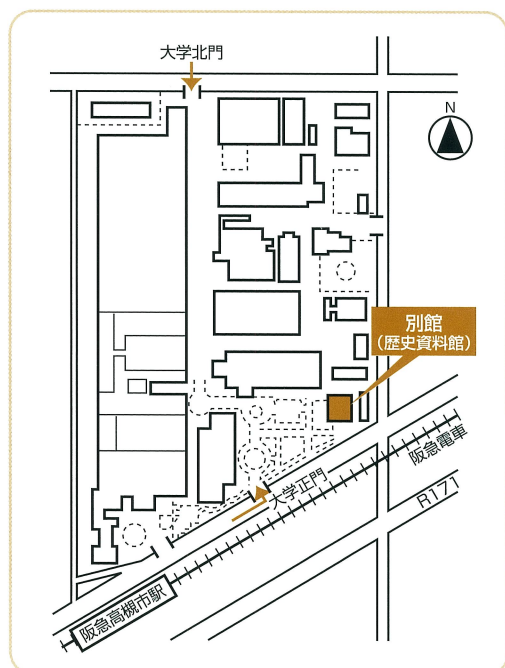 大学北門
N
別館
(歴史資料館)
阪急電車
大学正門
R171
阪急高槻市駅